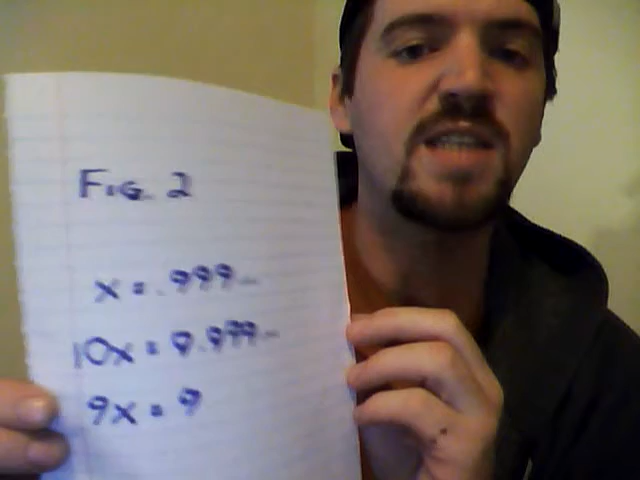 FIG. 2
x = .999...
10x = 9.999...
9x = 9